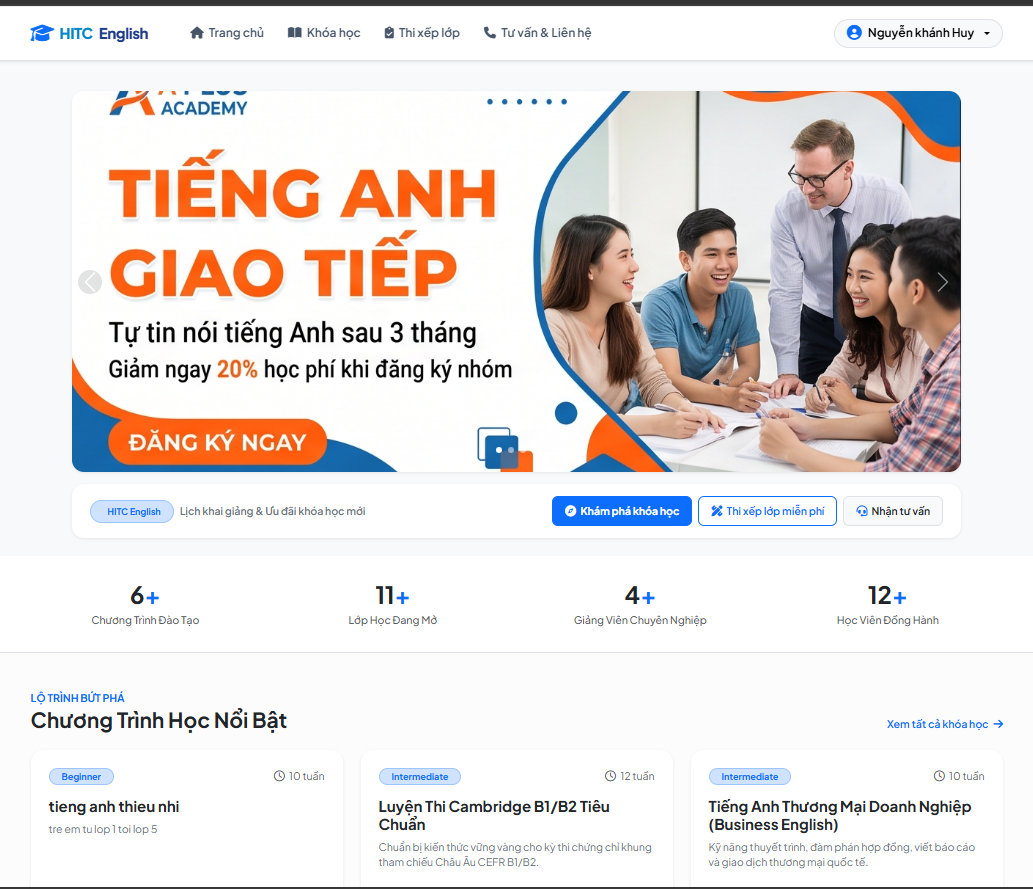 HITC English
Trang chủ
Khóa học
Thi xếp lớp
Tư vấn & Liên hệ
Nguyễn khánh Huy
A PLUS
ACADEMY
TIẾNG ANH
GIAO TIẾP
Tự tin nói tiếng Anh sau 3 tháng
Giảm ngay 20% học phí khi đăng ký nhóm
ĐĂNG KÝ NGAY
HITC English
Lịch khai giảng & Ưu đãi khóa học mới
Khám phá khóa học
Thi xếp lớp miễn phí
Nhận tư vấn
6+
Chương Trình Đào Tạo
11+
Lớp Học Đang Mở
4+
Giảng Viên Chuyên Nghiệp
12+
Học Viên Đồng Hành
LỘ TRÌNH BỨT PHÁ
Chương Trình Học Nổi Bật
Xem tất cả khóa học
Beginner
10 tuần
tieng anh thieu nhi
tre em tu lop 1 toi lop 5
Intermediate
12 tuần
Luyện Thi Cambridge B1/B2 Tiêu
Chuẩn
Chuẩn bị kiến thức vững vàng cho kỳ thi chứng chỉ khung
tham chiếu Châu Âu CEFR B1/B2.
Intermediate
10 tuần
Tiếng Anh Thương Mại Doanh Nghiệp
(Business English)
Kỹ năng thuyết trình, đàm phán hợp đồng, viết báo cáo
và giao dịch thương mại quốc tế.